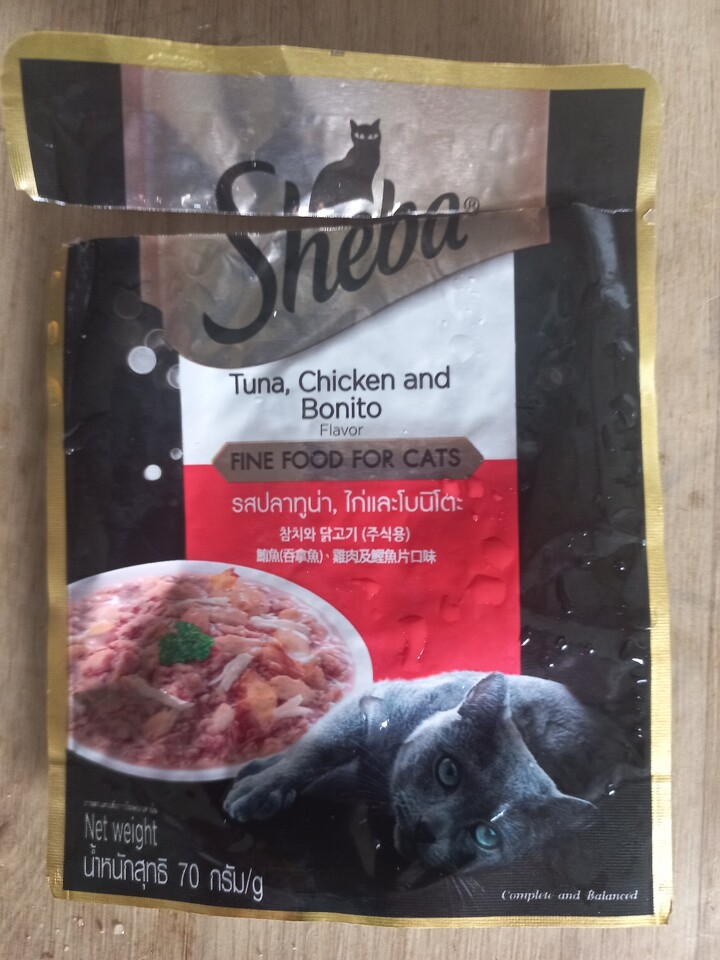 Sheba®
Tuna, Chicken and
Bonito
Flavor
FINE FOOD FOR CATS
รสปลาทูน่า, ไก่และโบนิโตะ
참치와 닭고기 (주식용)
鮪魚(吞拿魚)、雞肉及鰹魚片口味
Net weight
น้ำหนักสุทธิ 70 กรัม/g
Complete and Balanced